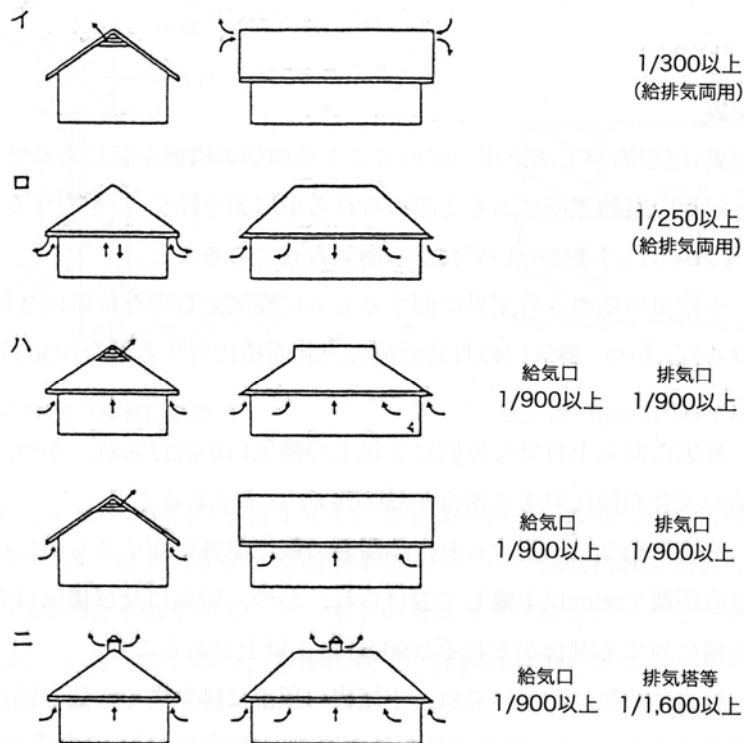 イ
1/300以上
(給排気両用)
ロ
1/250以上
(給排気両用)
ハ
給気口 排気口
1/900以上 1/900以上
給気口 排気口
1/900以上 1/900以上
ニ
給気口 排気塔等
1/900以上 1/1,600以上